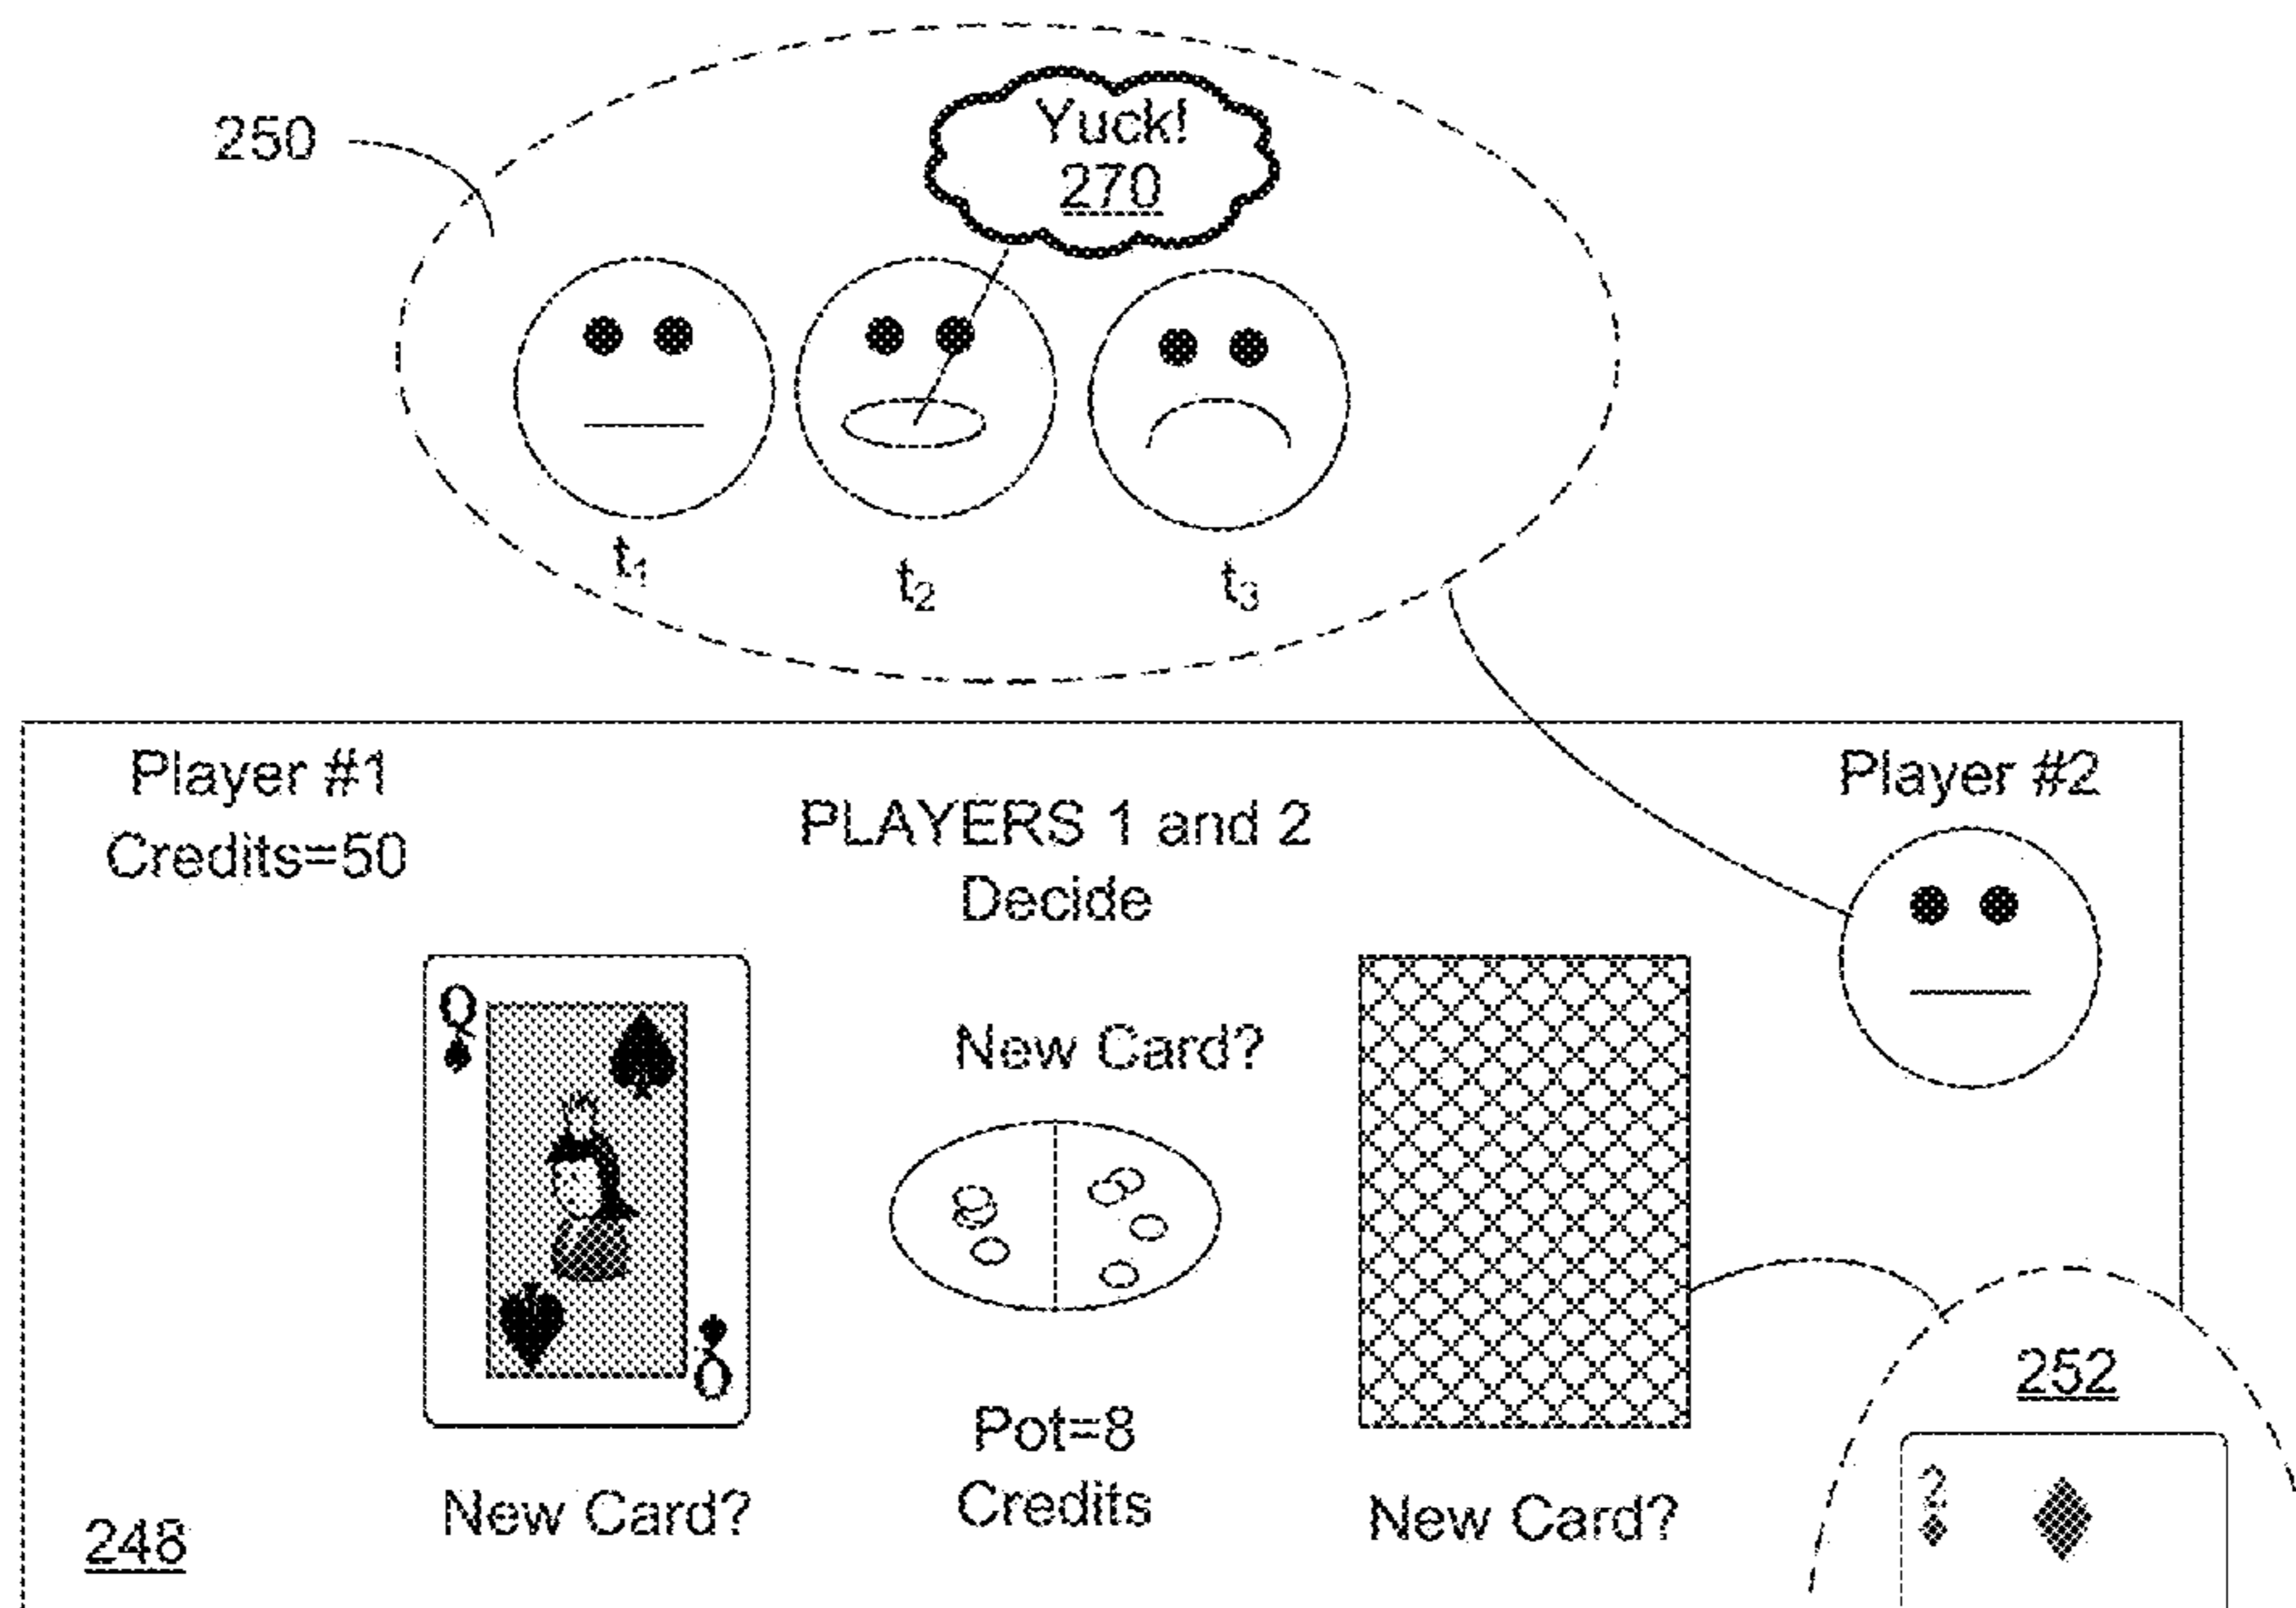 Yuck!
270
250
t1
t2
t3
Player #1
Credits=50
PLAYERS 1 and 2
Decide
Player #2
Q
New Card?
Q
252
Pot=8
Credits
2
New Card?
New Card?
248